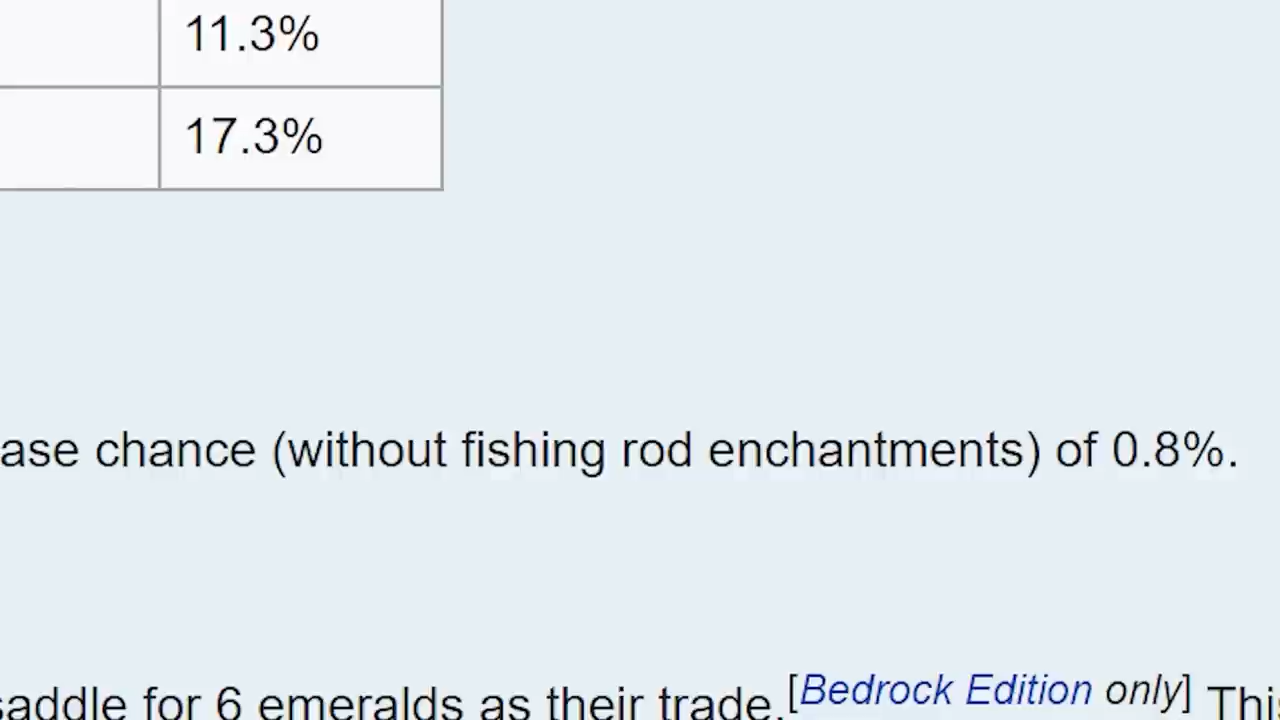 11.3%
17.3%
ase chance (without fishing rod enchantments) of 0.8%.
saddle for 6 emeralds as their trade.[Bedrock Edition only] This